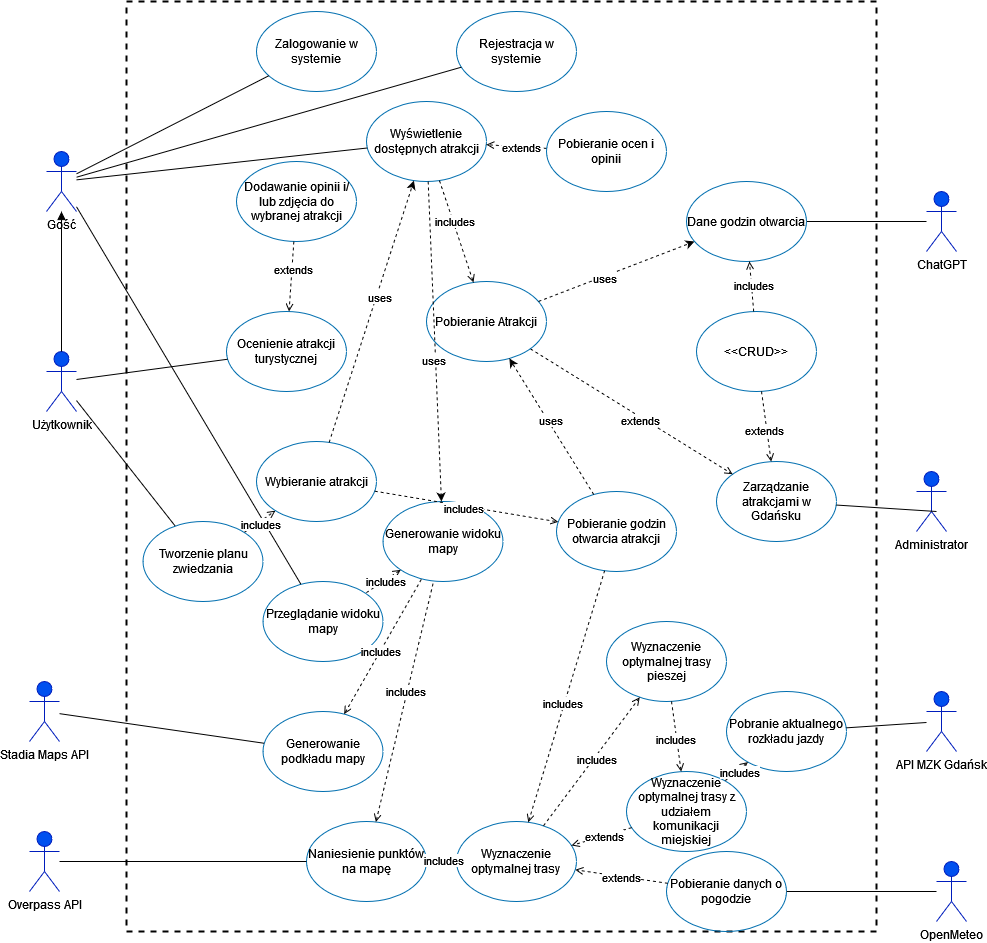 Zalogowanie w
systemie
Rejestracja w
systemie
Wyświetlenie
dostępnych atrakcji
extends
Pobieranie ocen i
opinii
Gość
Dodawanie opinii i/
lub zdjęcia do
wybranej atrakcji
includes
Dane godzin otwarcia
ChatGPT
extends
uses
includes
uses
Pobieranie Atrakcji
Ocenienie atrakcji
turystycznej
uses
<<CRUD>>
Użytkownik
uses
extends
extends
Wybieranie atrakcji
includes
Zarządzanie
atrakcjami w
Gdańsku
includes
Generowanie widoku
mapy
Pobieranie godzin
otwarcia atrakcji
Administrator
Tworzenie planu
zwiedzania
includes
Przeglądanie widoku
mapy
includes
Wyznaczenie
optymalnej trasy
pieszej
includes
includes
Stadia Maps API
Generowanie
podkładu mapy
includes
includes
Pobranie aktualnego
rozkładu jazdy
API MZK Gdańsk
includes
Wyznaczenie
optymalnej trasy z
udziałem
komunikacji
miejskiej
extends
Overpass API
Naniesienie punktów
na mapę
includes
Wyznaczenie
optymalnej trasy
extends
Pobieranie danych o
pogodzie
OpenMeteo